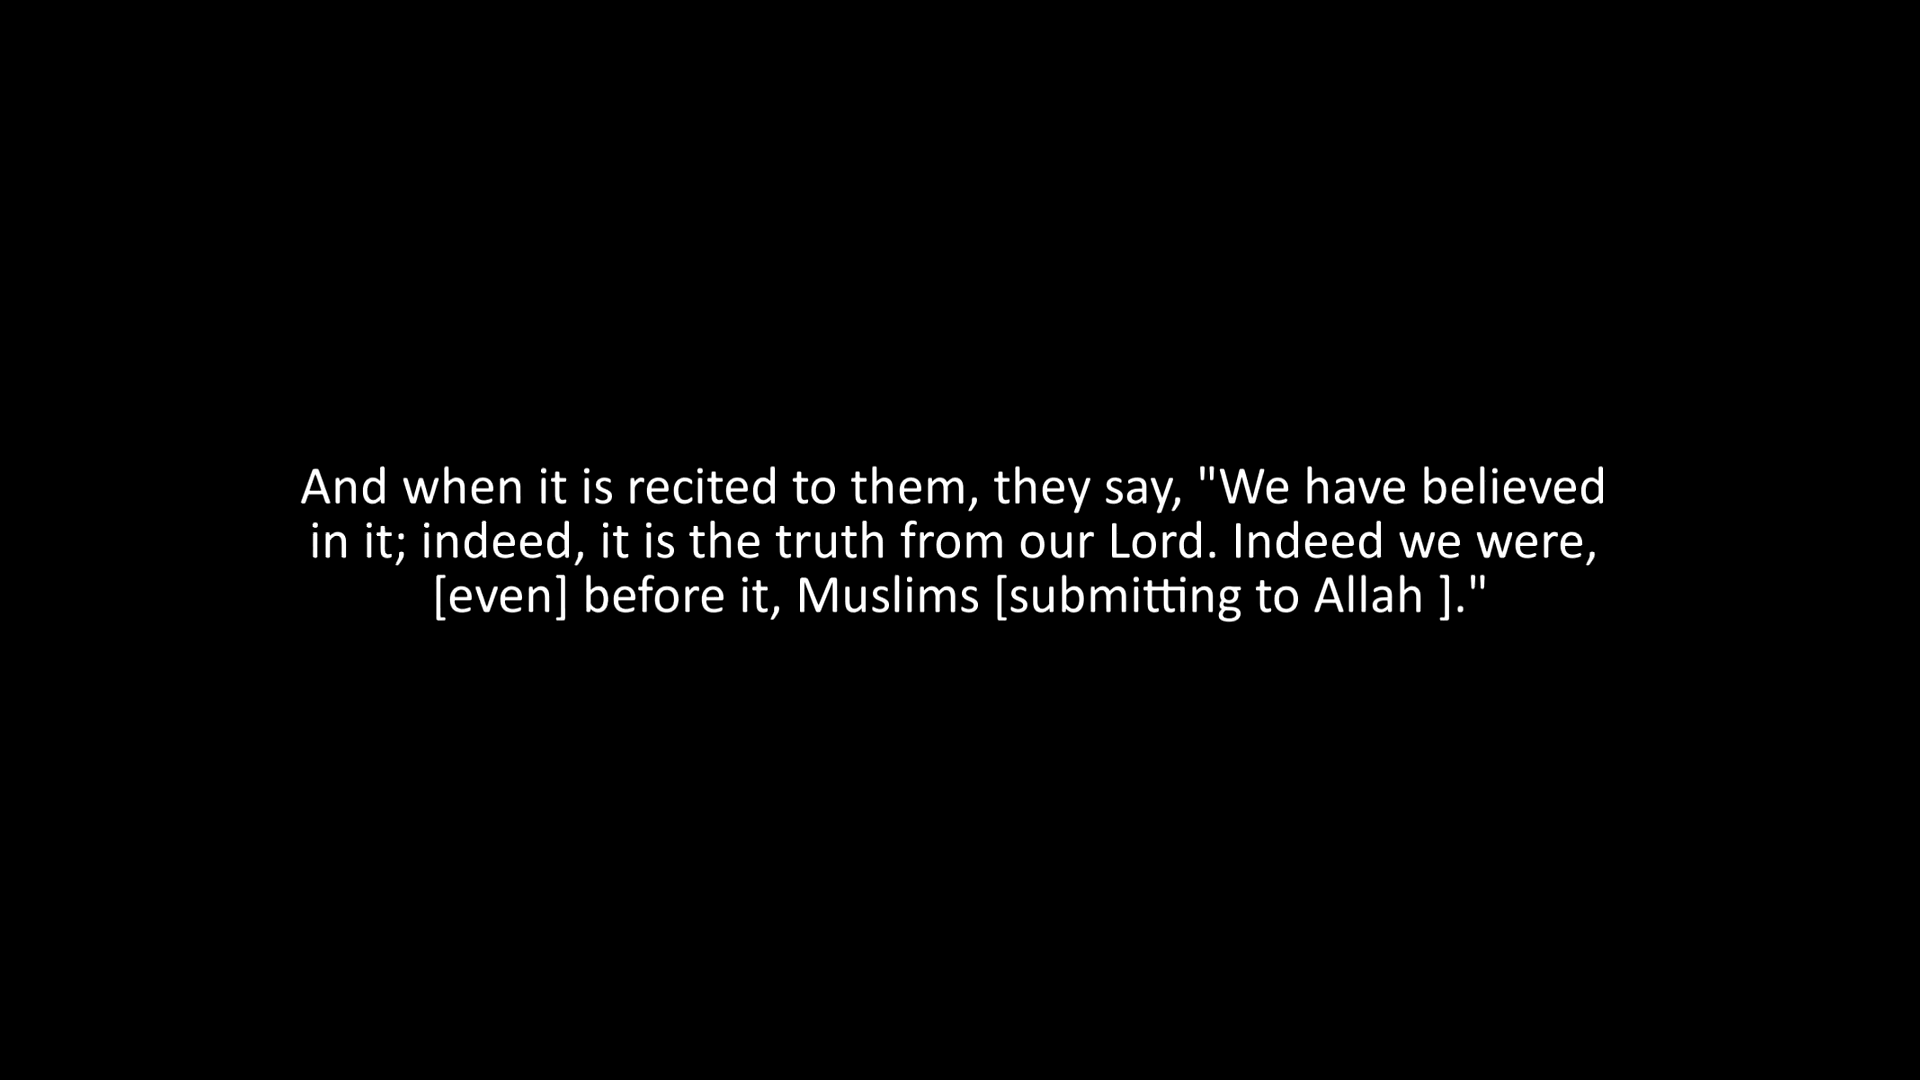 And when it is recited to them, they say, "We have believed
in it; indeed, it is the truth from our Lord. Indeed we were,
[even] before it, Muslims [submitting to Allah ]."